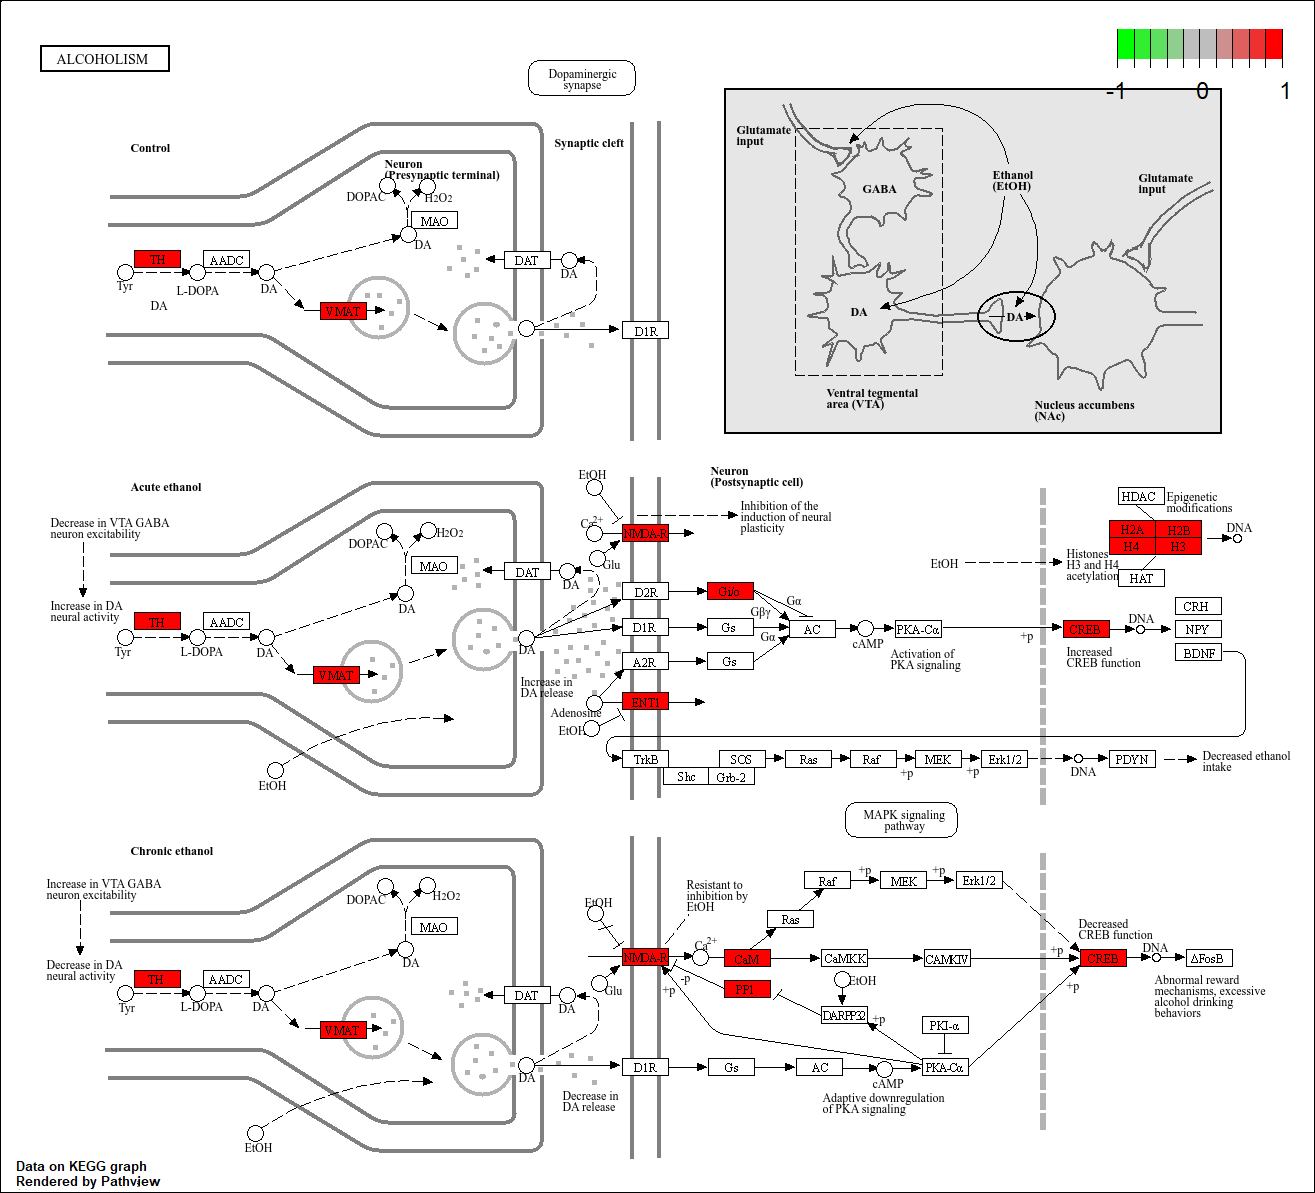 ALCOHOLISM
Dopaminergic
synapse
-1 0 1
Control
Neuron
(Presynaptic terminal)
Synaptic cleft
DOPAC
H2O2
MAO
DA
TH
AADC
Tyr
L-DOPA
DA
DA
VMAT
DAT
DA
D1R
Glutamate
input
GABA
Ethanol
(EtOH)
Glutamate
input
DA
DA
Ventral tegmental
area (VTA)
Nucleus accumbens
(NAc)
Acute ethanol
Decrease in VTA GABA
neuron excitability
Increase in DA
neural activity
DOPAC
H2O2
MAO
DA
TH
AADC
Tyr
L-DOPA
DA
VMAT
EtOH
DAT
DA
DA
Increase in
DA release
EtOH
Ca2+
NMDA-R
Glu
Neuron
(Postsynaptic cell)
Inhibition of the
induction of neural
plasticity
D2R
Gi/o
Gα
Gβγ
D1R
Gs
Gα
AC
cAMP
PKA-Cα
Activation of
PKA signaling
+p
A2R
Gs
Adenosine
ENT1
EtOH
EtOH
Histones
H3 and H4
acetylation
HDAC
Epigenetic
modifications
H2A
H2B
H4
H3
DNA
HAT
CREB
Increased
CREB function
DNA
CRH
NPY
BDNF
TrkB
Shc
Grb-2
SOS
Ras
Raf
+p
MEK
+p
Erk1/2
DNA
PDYN
Decreased ethanol
intake
MAPK signaling
pathway
Chronic ethanol
Increase in VTA GABA
neuron excitability
Decrease in DA
neural activity
DOPAC
H2O2
MAO
DA
TH
AADC
Tyr
L-DOPA
DA
VMAT
EtOH
DAT
DA
DA
Decrease in
DA release
EtOH
Resistant to
inhibition by
EtOH
NMDA-R
Glu
Ca2+
CaM
PP1
+p
-p
Ras
Raf
+p
MEK
+p
Erk1/2
CaMKK
CAMKIV
EtOH
DARPP32
+p
PKI-α
PKA-Cα
D1R
Gs
AC
cAMP
Adaptive downregulation
of PKA signaling
+p
+p
Decreased
CREB function
CREB
DNA
ΔFosB
Abnormal reward
mechanisms, excessive
alcohol drinking
behaviors
Data on KEGG graph
Rendered by Pathview